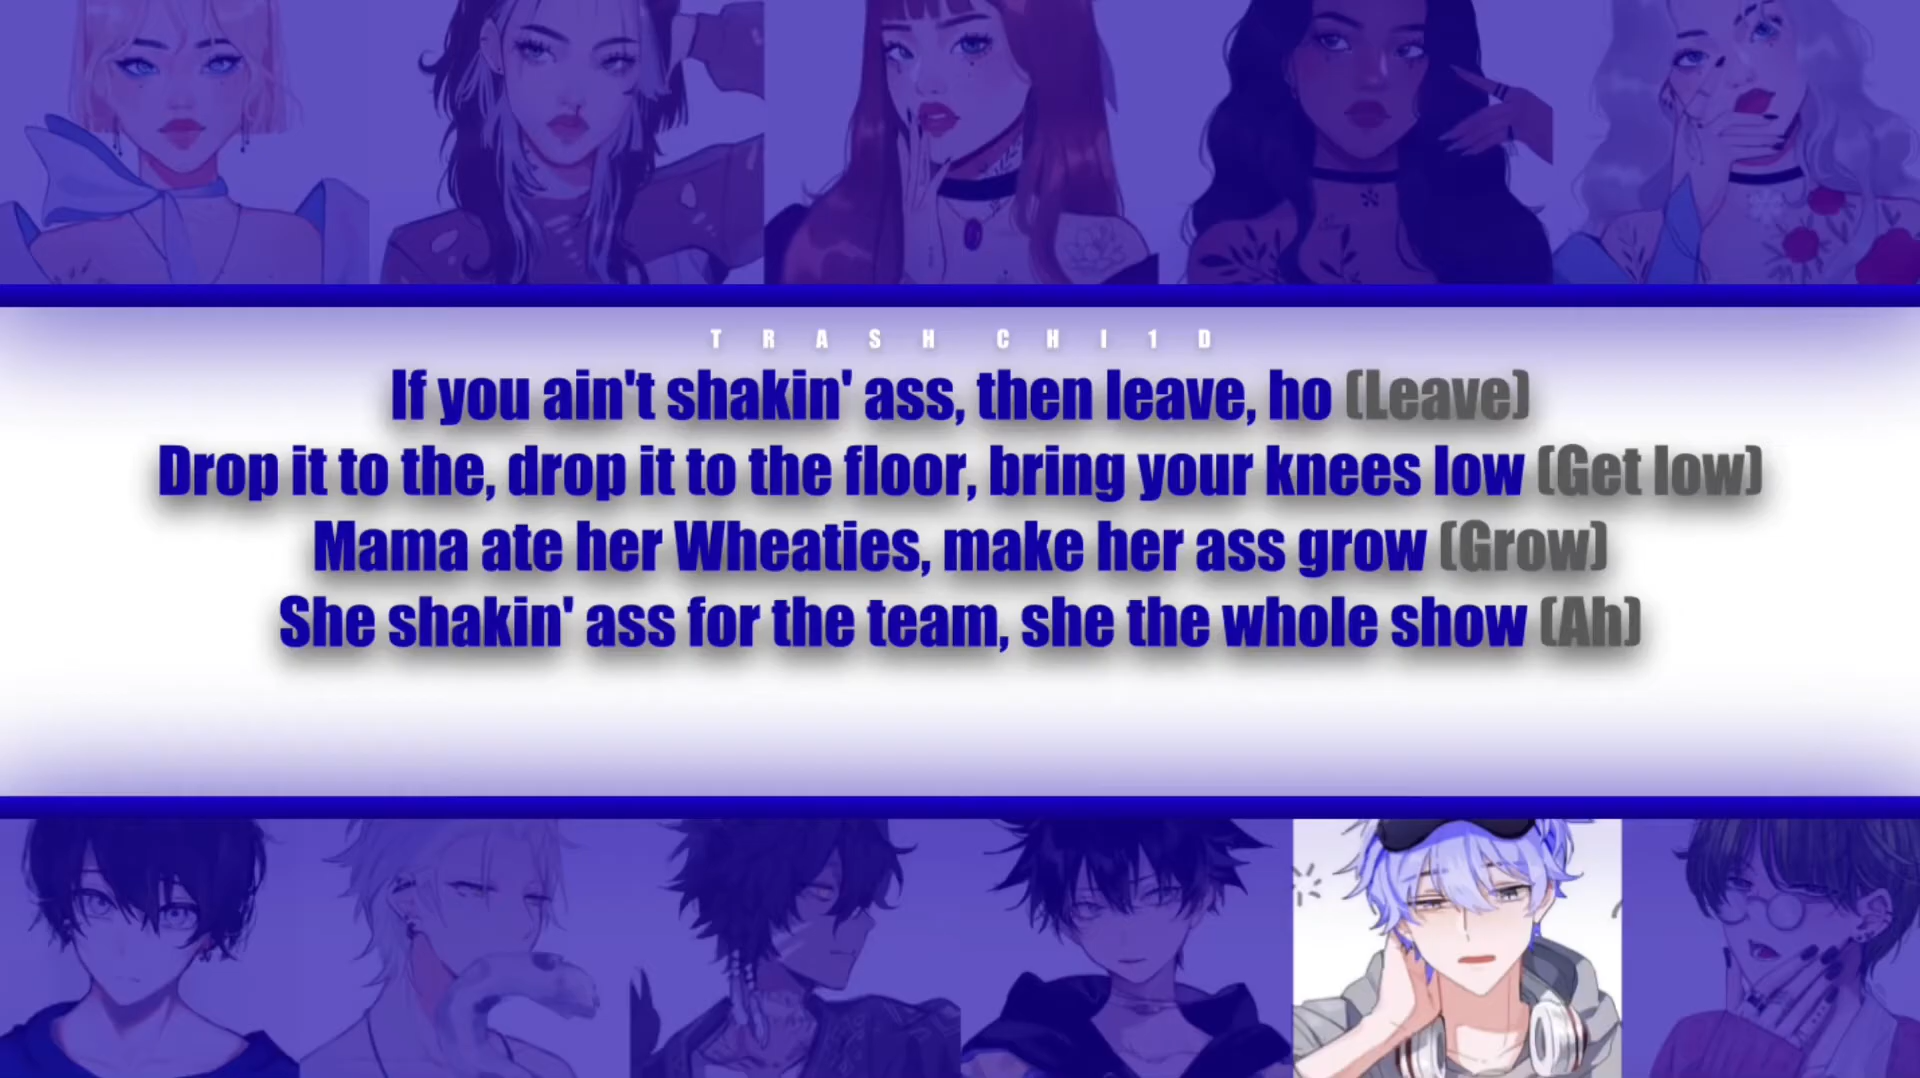 TRASH CHI1D
If you ain't shakin' ass, then leave, ho (Leave)
Drop it to the, drop it to the floor, bring your knees low (Get low)
Mama ate her Wheaties, make her ass grow (Grow)
She shakin' ass for the team, she the whole show (Ah)